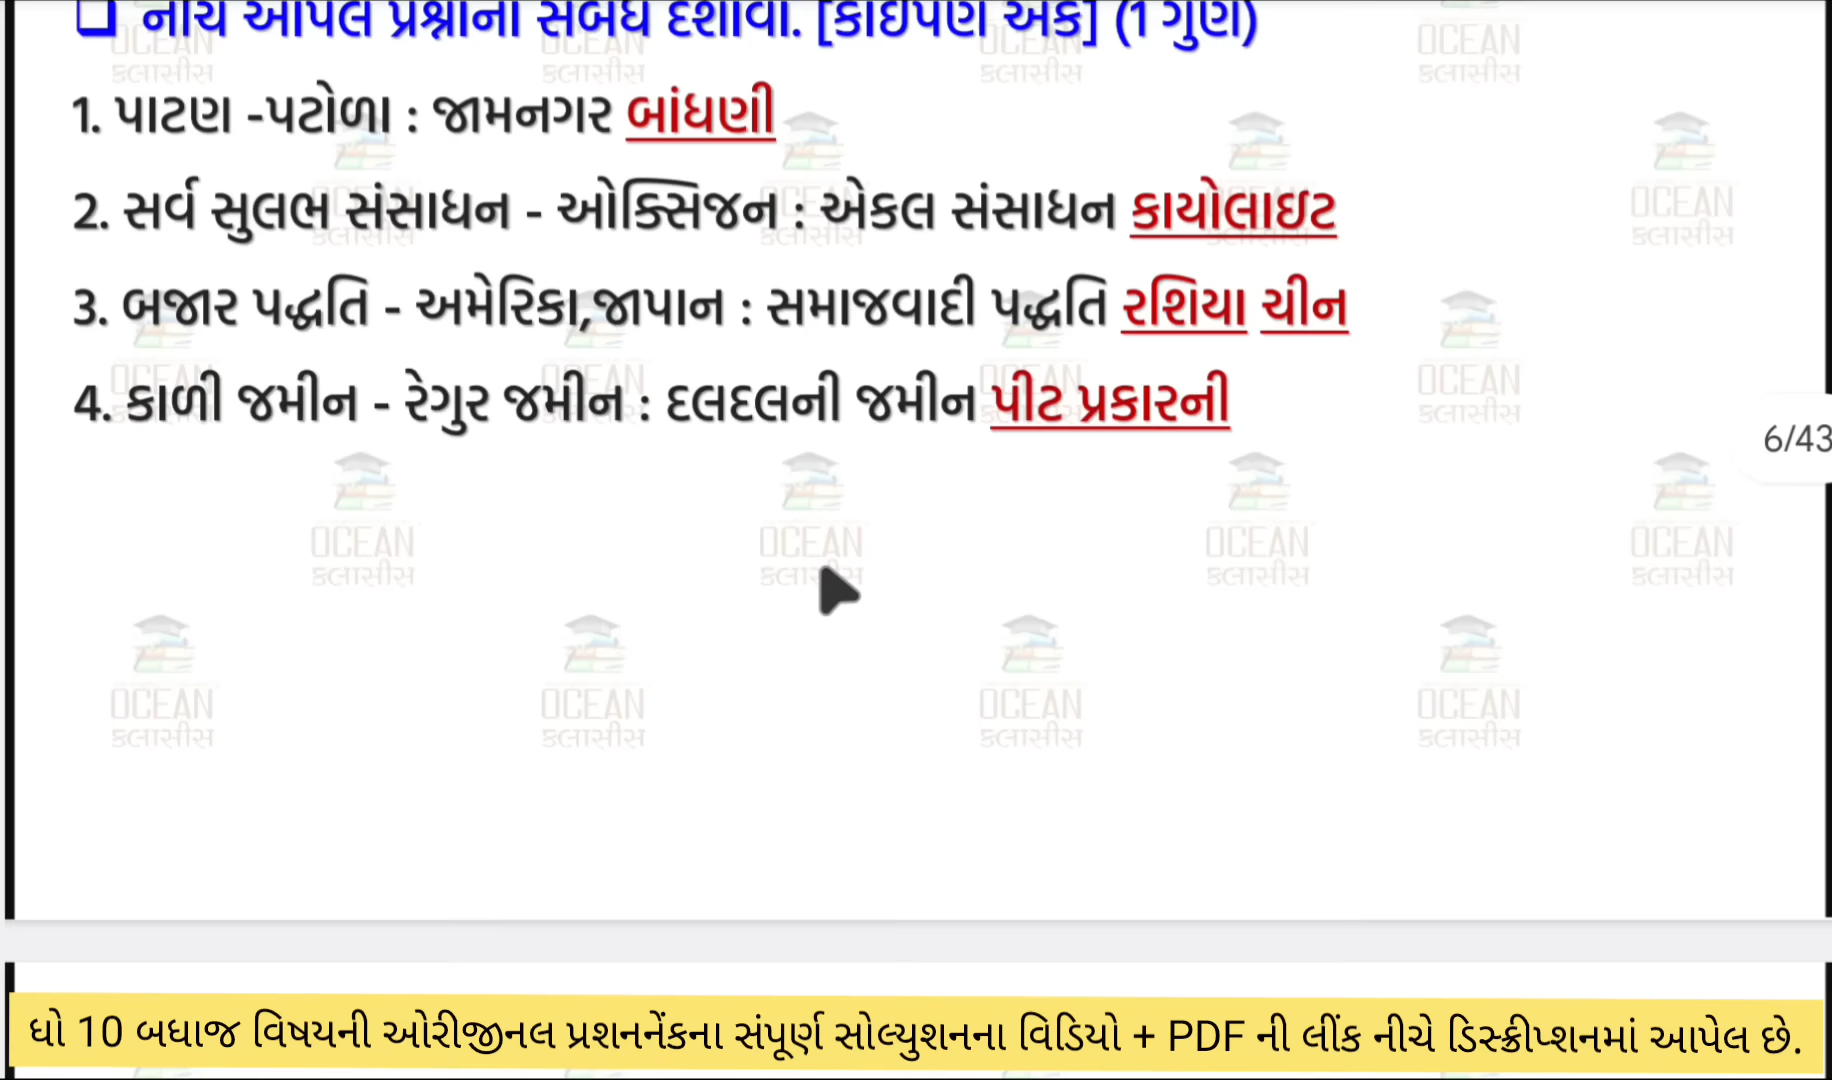 ❑ નીચે આપેલ પ્રશ્નોના સંબંધ દર્શાવો. [કોઇપણ એક] (1 ગુણ)
1. પાટણ -પટોળા : જામનગર બાંધણી
2. સર્વ સુલભ સંસાધન - ઓક્સિજન : એકલ સંસાધન કાયોલાઇટ
3. બજાર પદ્ધતિ - અમેરિકા,જાપાન : સમાજવાદી પદ્ધતિ રશિયા ચીન
4. કાળી જમીન - રેગુર જમીન : દલદલની જમીન પીટ પ્રકારની
6/43
OCEAN
કલાસીસ
ધો 10 બધાજ વિષયની ઓરીજીનલ પ્રશનનેંકના સંપૂર્ણ સોલ્યુશનના વિડિયો + PDF ની લીંક નીચે ડિસ્ક્રીપ્શનમાં આપેલ છે.